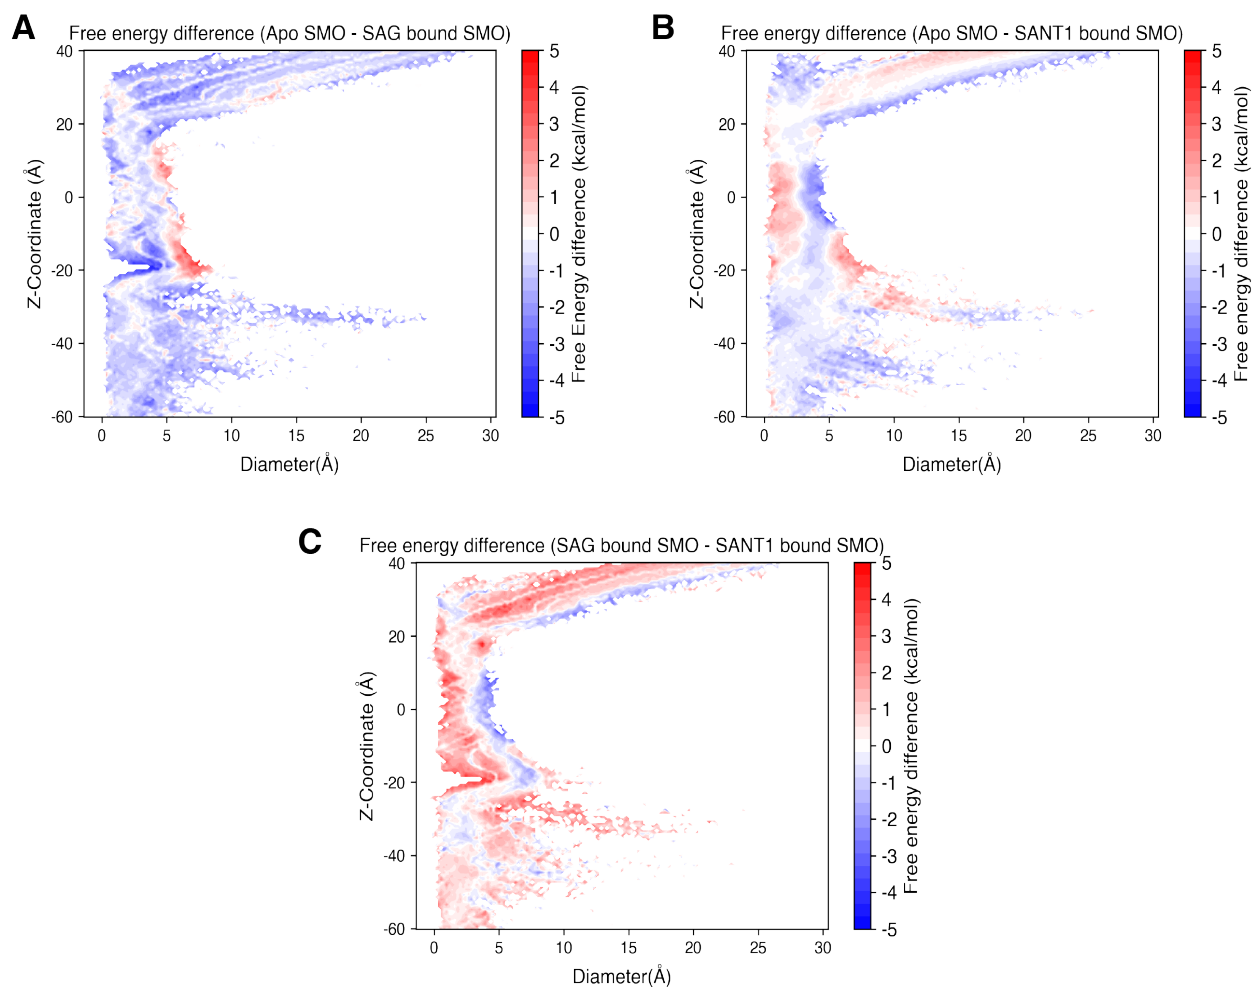 A
Free energy difference (Apo SMO - SAG bound SMO)
40
20
0
-20
-40
-60
Z-Coordinate (Å)
0 5 10 15 20 25 30
Diameter(Å)
5
4
3
2
1
0
-1
-2
-3
-4
-5
Free Energy difference (kcal/mol)
B
Free energy difference (Apo SMO - SANT1 bound SMO)
40
20
0
-20
-40
-60
Z-Coordinate (Å)
0 5 10 15 20 25 30
Diameter(Å)
5
4
3
2
1
0
-1
-2
-3
-4
-5
Free energy difference (kcal/mol)
C
Free energy difference (SAG bound SMO - SANT1 bound SMO)
40
20
0
-20
-40
-60
Z-Coordinate (Å)
0 5 10 15 20 25 30
Diameter(Å)
5
4
3
2
1
0
-1
-2
-3
-4
-5
Free energy difference (kcal/mol)